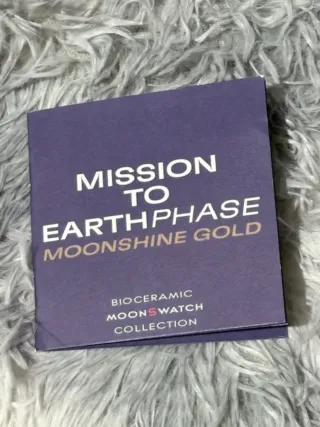 MISSION
TO
EARTHPHASE
MOONSHINE GOLD
BIOCERAMIC
MOONSWATCH
COLLECTION